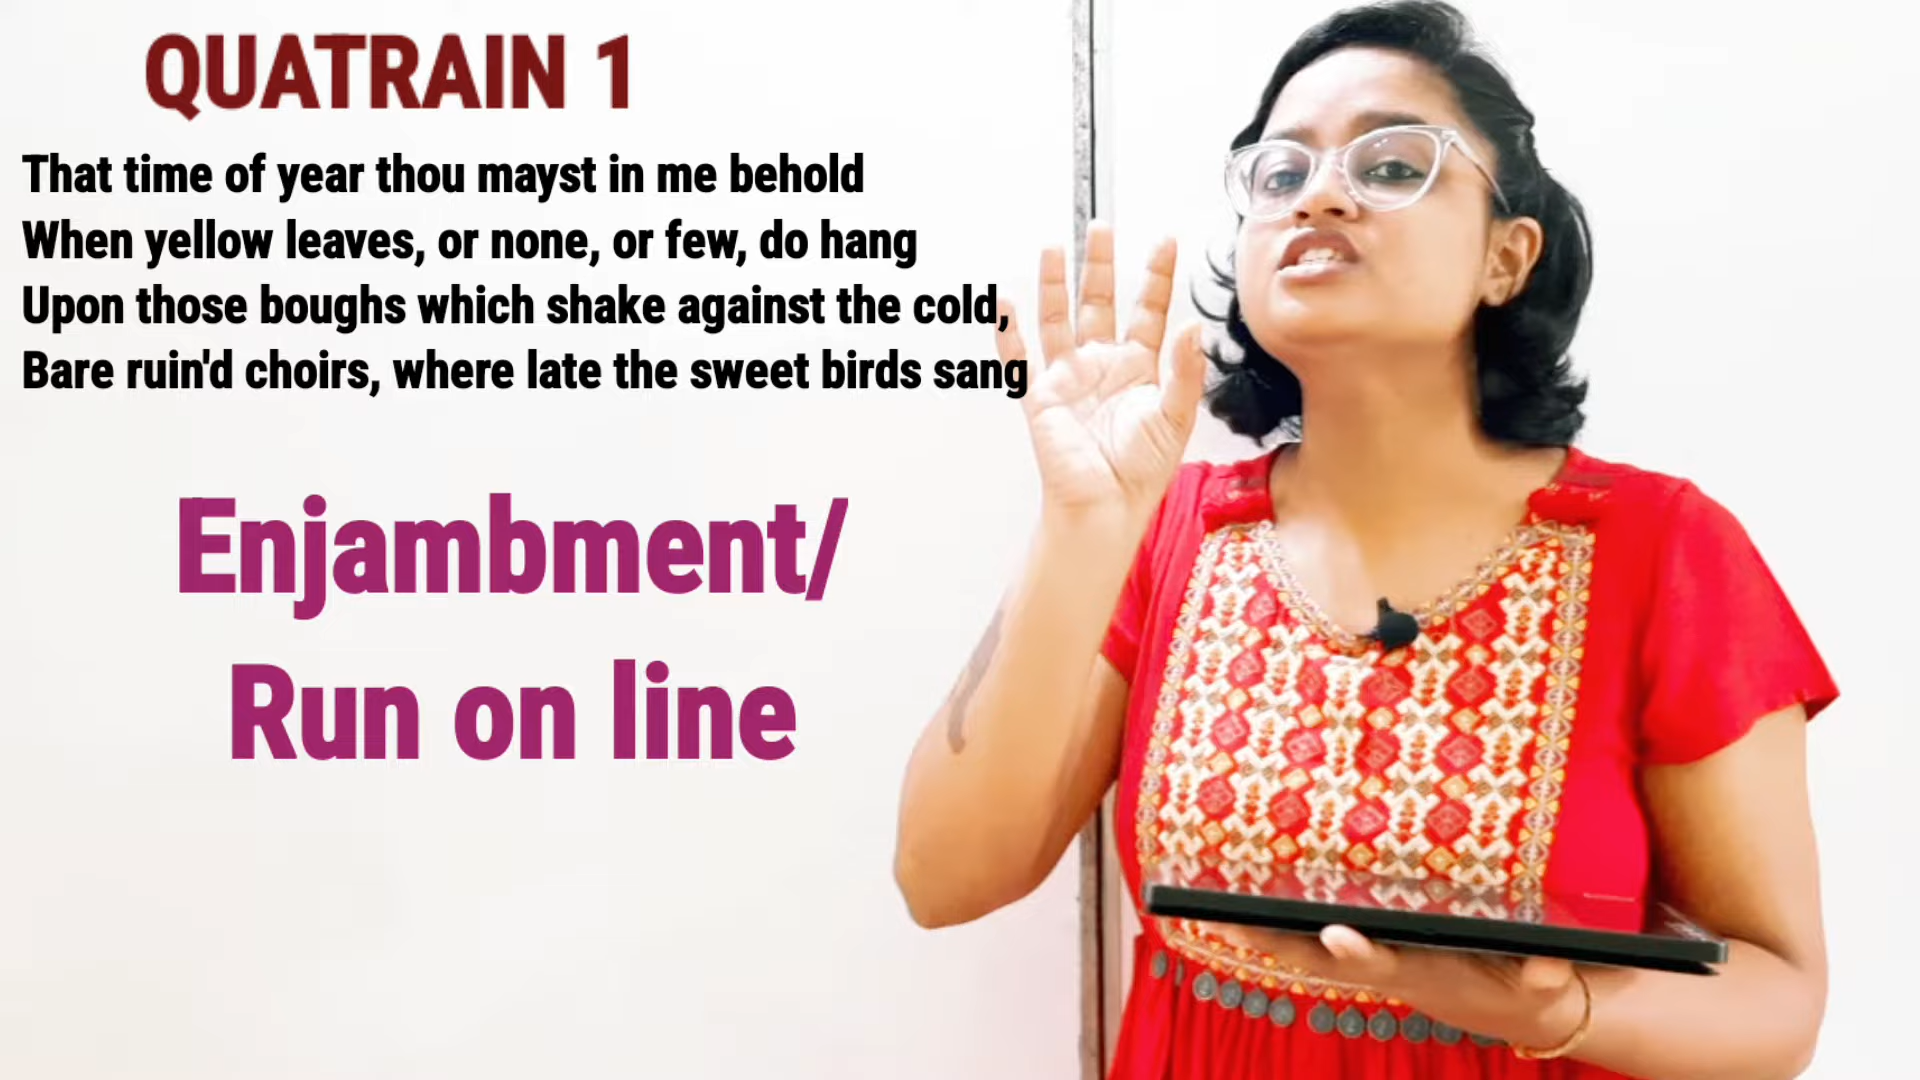 QUATRAIN 1
That time of year thou mayst in me behold
When yellow leaves, or none, or few, do hang
Upon those boughs which shake against the cold,
Bare ruin'd choirs, where late the sweet birds sang
Enjambment/
Run on line